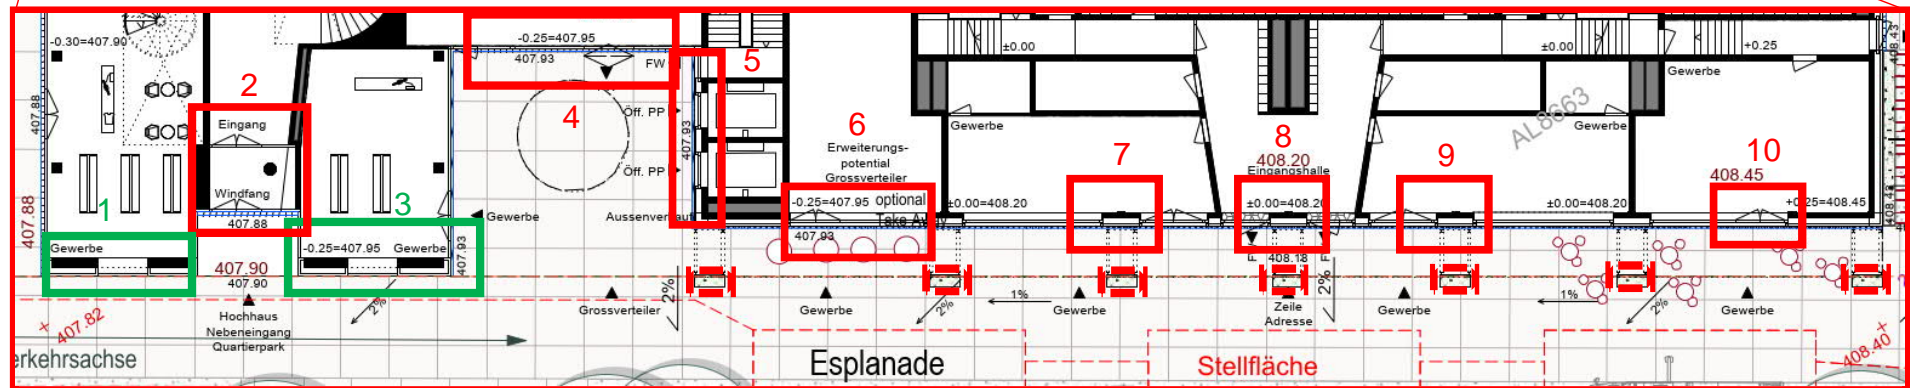 -0.30=407.90
407.88
407.88
2
Eingang
Windfang
407.88
1
Gewerbe
3
-0.25=407.95 Gewerbe
407.93
407.90
407.90
-0.25=407.95
407.93
FW
4
Öff. PP
Öff. PP
407.93
Gewerbe
5
6
Erweiterungs-
potential
Grossverteiler
-0.25=407.95 optional
407.93
±0.00
±0.00
+0.25
408.43
Gewerbe
Gewerbe
7
±0.00=408.20
8
408.20
Eingangshalle
±0.00=408.20
408.18
9
Gewerbe
±0.00=408.20
AL8663
Gewerbe
10
408.45
+0.25=408.45
407.82
Hochhaus
Nebeneingang
Quartierpark
2%
Grossverteiler
2%
Gewerbe
2%
1%
Gewerbe
Zeile
Adresse
2%
Gewerbe
1%
2%
Gewerbe
408.40
erkehrsachse
Esplanade
Stellfläche